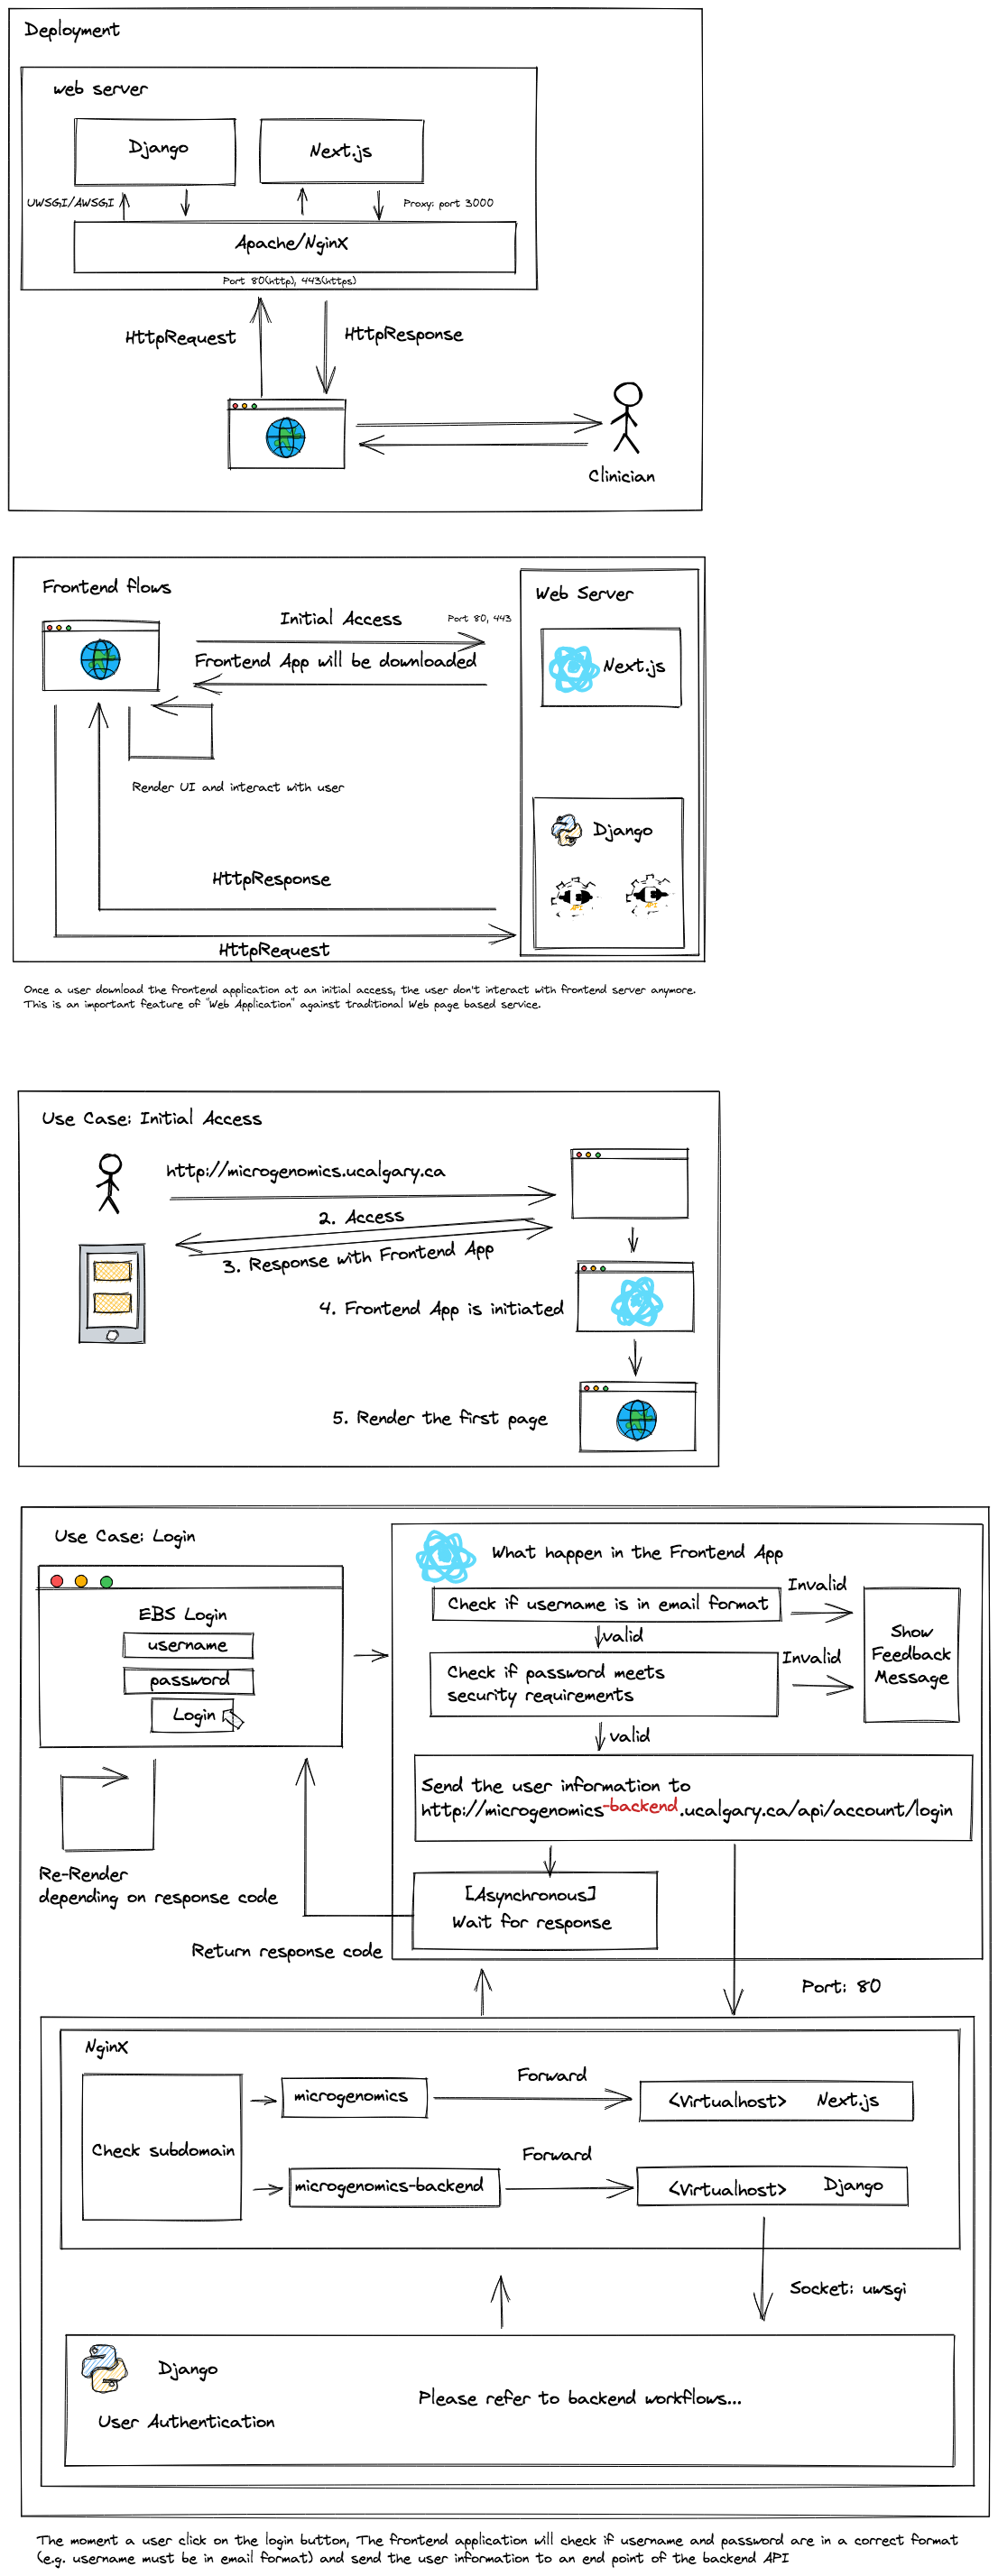 Deployment
web server
Django
Next.js
UWSGI/AWSGI
Proxy: port 3000
Apache/NginX
Port 80(http), 443(https)
HttpRequest
HttpResponse
Clinician
Frontend flows
Web Server
Initial Access
Port 80, 443
Frontend App will be downloaded
Next.js
Render UI and interact with user
Django
API
API
HttpResponse
HttpRequest
Once a user download the frontend application at an initial access, the user don't interact with frontend server anymore.
This is an important feature of "Web Application" against traditional Web page based service.
Use Case: Initial Access
http://microgenomics.ucalgary.ca
2. Access
3. Response with Frontend App
4. Frontend App is initiated
5. Render the first page
Use Case: Login
What happen in the Frontend App
EBS Login
username
password
Login
Check if username is in email format
Invalid
valid
Check if password meets
security requirements
Invalid
Show
Feedback
Message
valid
Send the user information to
http://microgenomics-backend.ucalgary.ca/api/account/login
Re-Render
depending on response code
[Asynchronous]
Wait for response
Return response code
Port: 80
NginX
Check subdomain
microgenomics
Forward
<Virtualhost> Next.js
microgenomics-backend
Forward
<Virtualhost> Django
Socket: uwsgi
Django
User Authentication
Please refer to backend workflows...
The moment a user click on the login button, The frontend application will check if username and password are in a correct format
(e.g. username must be in email format) and send the user information to an end point of the backend API